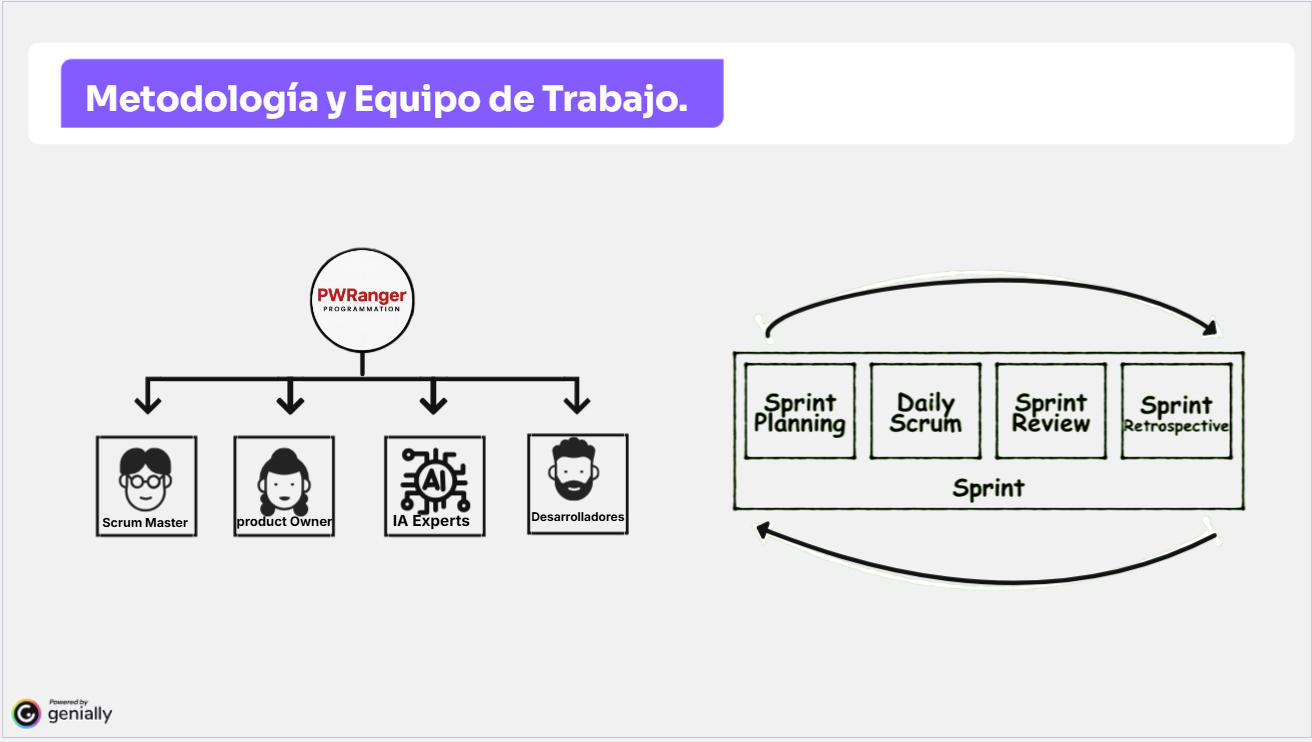 Metodología y Equipo de Trabajo.
PWRanger
PROGRAMMATION
Scrum Master
product Owner
IA Experts
AI
Desarrolladores
Sprint
Planning
Daily
Scrum
Sprint
Review
Sprint
Retrospective
Sprint
Powered by
genially